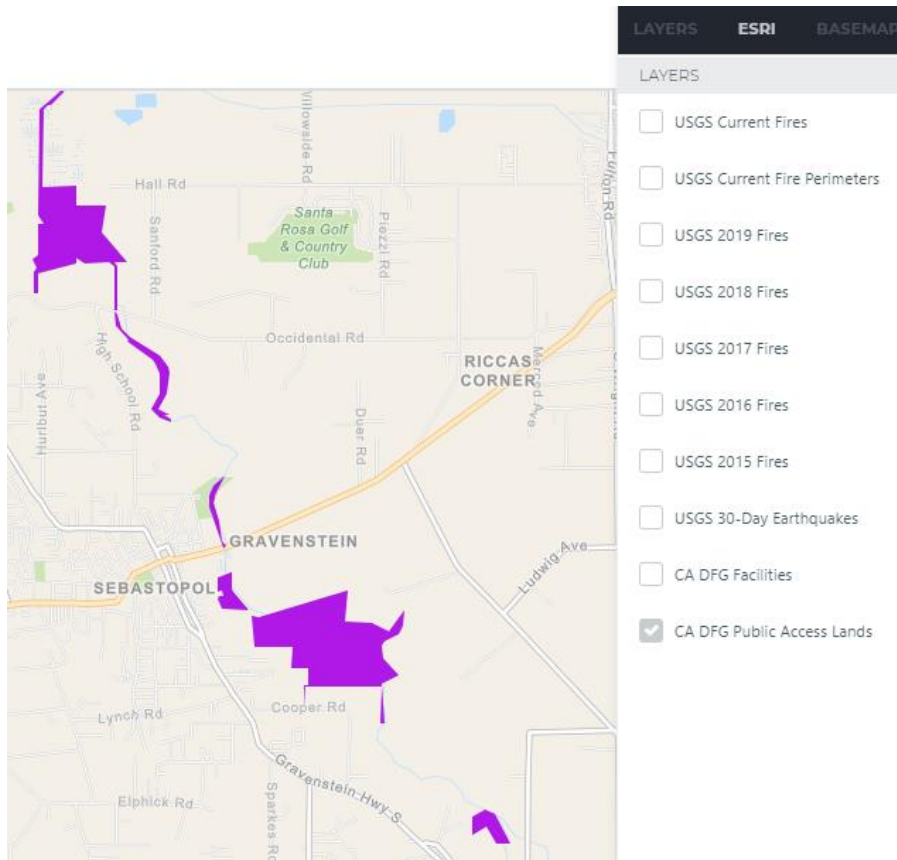 LAYERS ESRI BASEMAP
LAYERS
USGS Current Fires
USGS Current Fire Perimeters
USGS 2019 Fires
USGS 2018 Fires
USGS 2017 Fires
USGS 2016 Fires
USGS 2015 Fires
USGS 30-Day Earthquakes
CA DFG Facilities
CA DFG Public Access Lands
Willowside Rd
Fulton Rd
Hall Rd
Sanford Rd
Santa
Rosa Golf
& Country
Club
Piezzi Rd
High School Rd
Occidental Rd
RICCAS
CORNER
Merced Ave
Hurlbut Ave
Duer Rd
GRAVENSTEIN
Ludwig Ave
SEBASTOPOL
Lynch Rd
Cooper Rd
Gravenstein Hwy S
Elphick Rd
Sparkes Rd